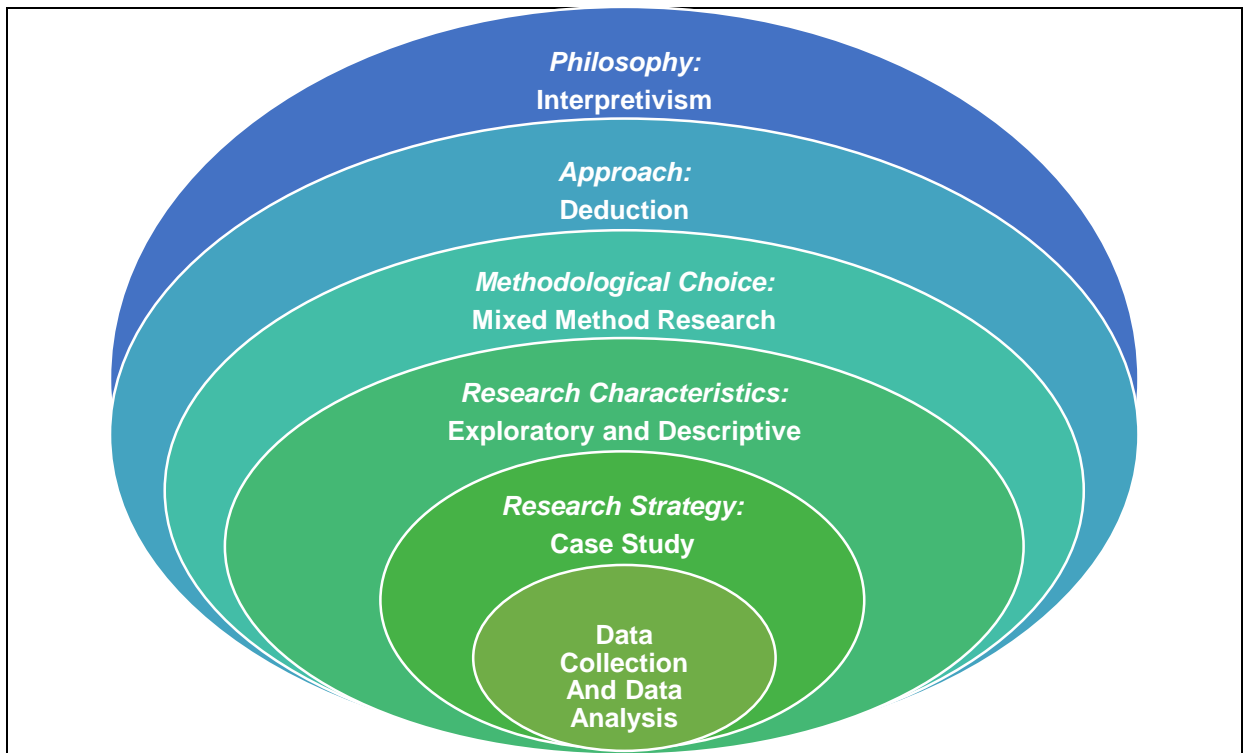 Philosophy:
Interpretivism
Approach:
Deduction
Methodological Choice:
Mixed Method Research
Research Characteristics:
Exploratory and Descriptive
Research Strategy:
Case Study
Data
Collection
And Data
Analysis